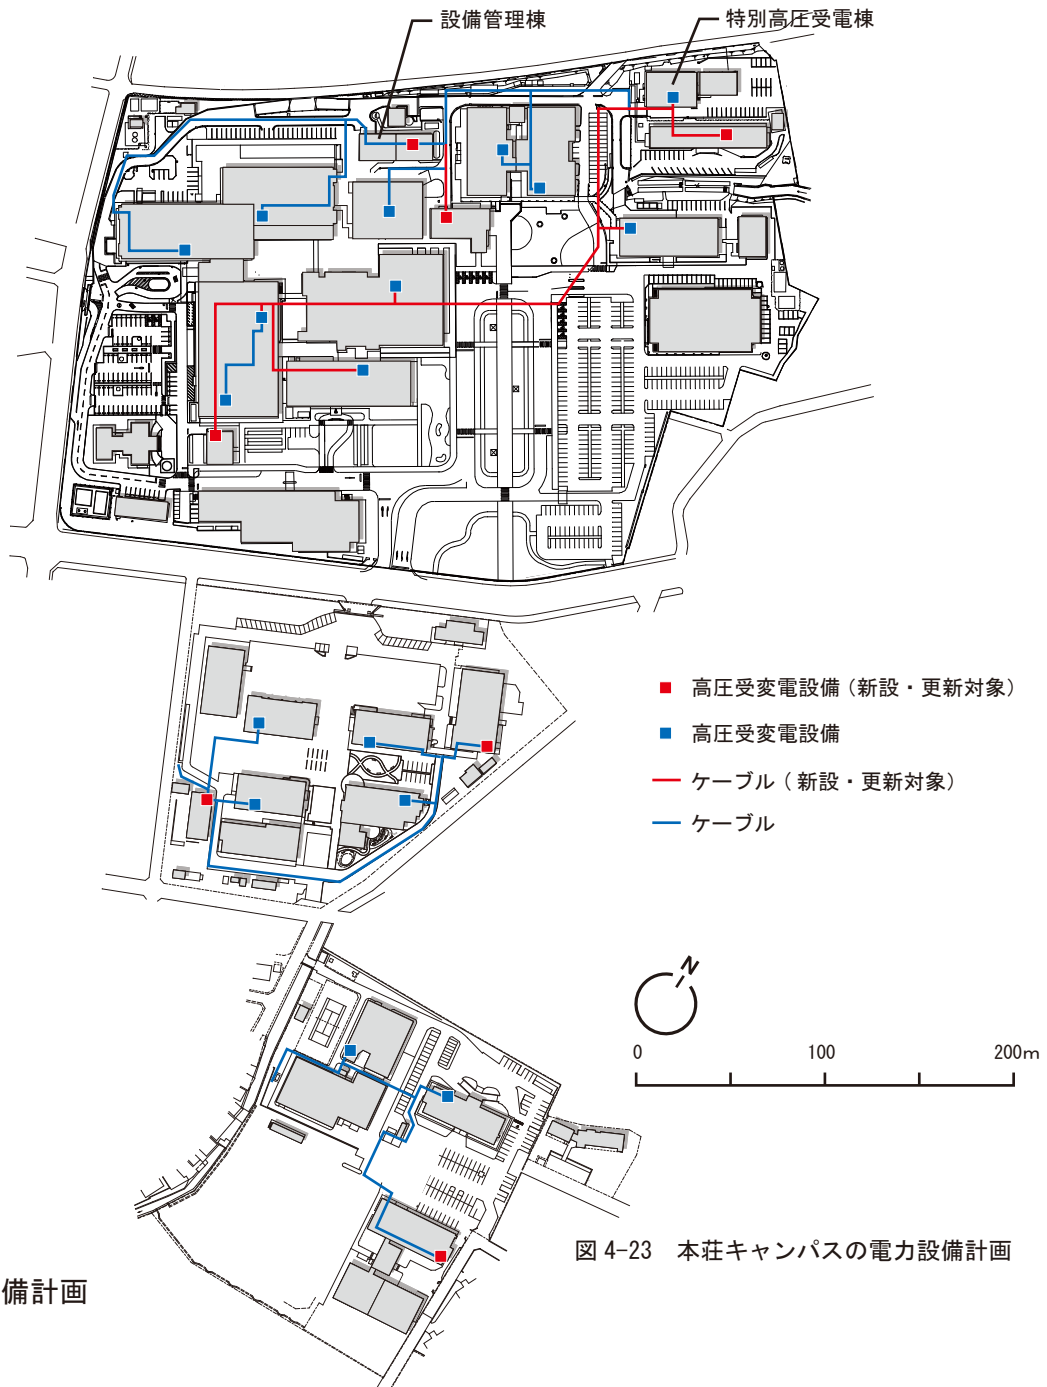 設備管理棟
特別高圧受電棟
高圧受変電設備（新設・更新対象）
高圧受変電設備
ケーブル（新設・更新対象）
ケーブル
N
0 100 200m
図 4-23 本荘キャンパスの電力設備計画
備計画